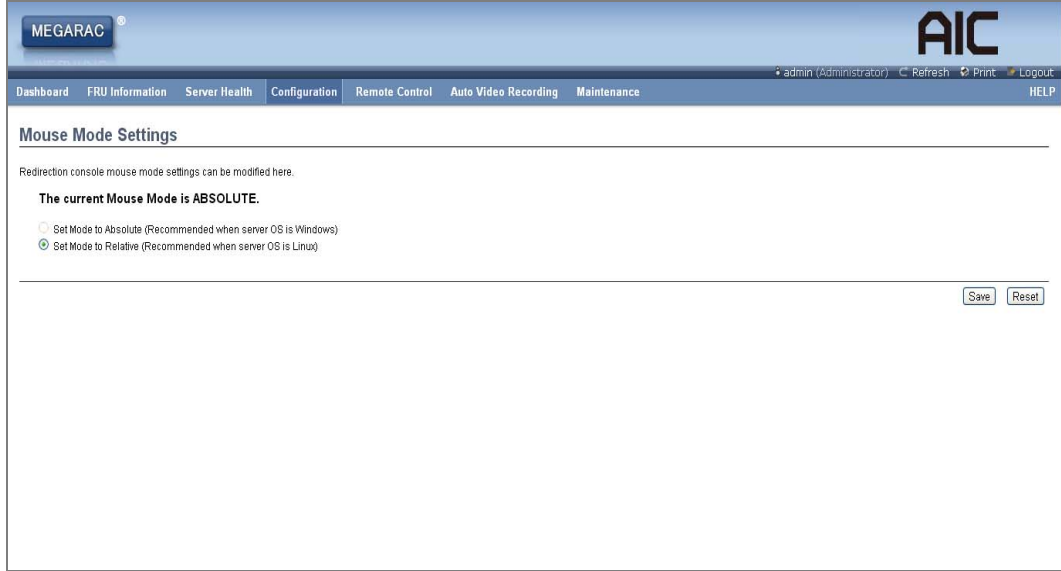 MEGARAC ®
AIC
admin (Administrator) Refresh Print Logout
Dashboard FRU Information Server Health Configuration Remote Control Auto Video Recording Maintenance HELP
Mouse Mode Settings
Redirection console mouse mode settings can be modified here.
The current Mouse Mode is ABSOLUTE.
Set Mode to Absolute (Recommended when server OS is Windows)
Set Mode to Relative (Recommended when server OS is Linux)
Save Reset